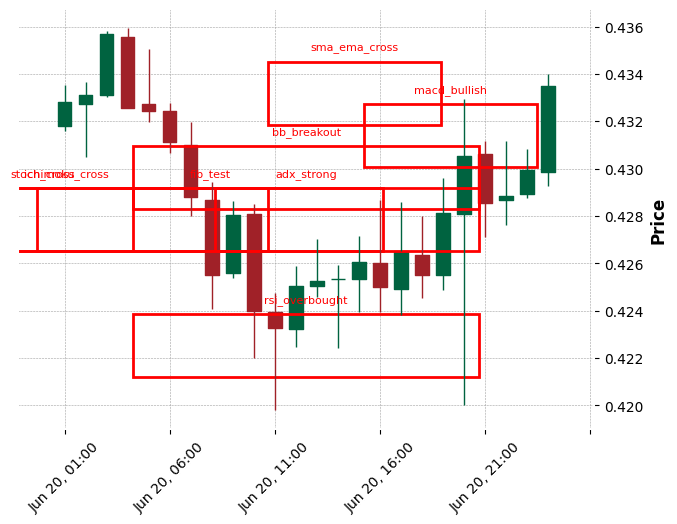 0.436
sma_ema_cross
0.434
macd_bullish
0.432
bb_breakout
0.430
fib_test
adx_strong
0.428
Price
0.426
rsi_overbought
0.424
0.422
0.420
Jun 20, 01:00
Jun 20, 06:00
Jun 20, 11:00
Jun 20, 16:00
Jun 20, 21:00